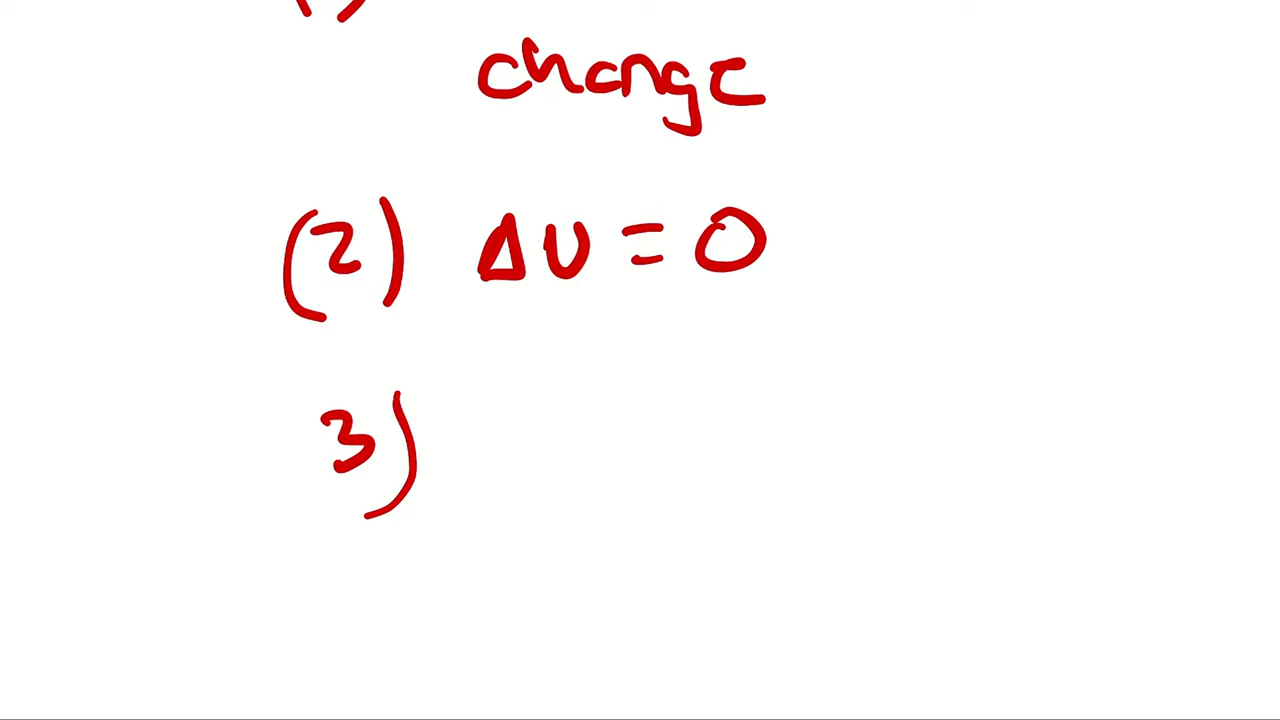 change
(2) ΔU = 0
3)